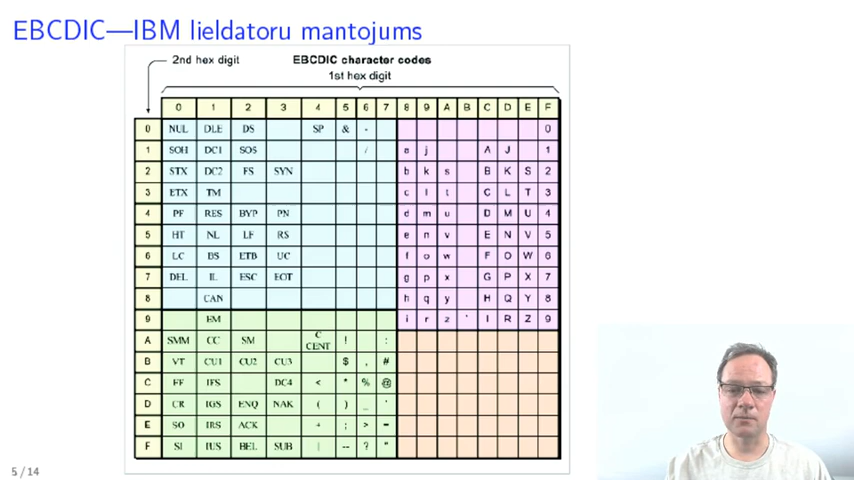 EBCDIC—IBM lieldatoru mantojums
2nd hex digit
EBCDIC character codes
1st hex digit
0 1 2 3 4 5 6 7 8 9 A B C D E F
0 NUL DLE DS SP & - 0
1 SOH DC1 SOS / a j A J 1
2 STX DC2 FS SYN b k s B K S 2
3 ETX TM c l t C L T 3
4 PF RES BYP PN d m u D M U 4
5 HT NL LF RS e n v E N V 5
6 LC BS ETB UC f o w F O W 6
7 DEL IL ESC EOT g p x G P X 7
8 CAN h q y H Q Y 8
9 EM i r z ` I R Z 9
A SMM CC SM C CENT ! :
B VT CU1 CU2 CU3 $ , #
C FF IFS DC4 < * % @
D CR IGS ENQ NAK ( ) _ '
E SO IRS ACK + ; > =
F SI IUS BEL SUB | ? "
5 / 14